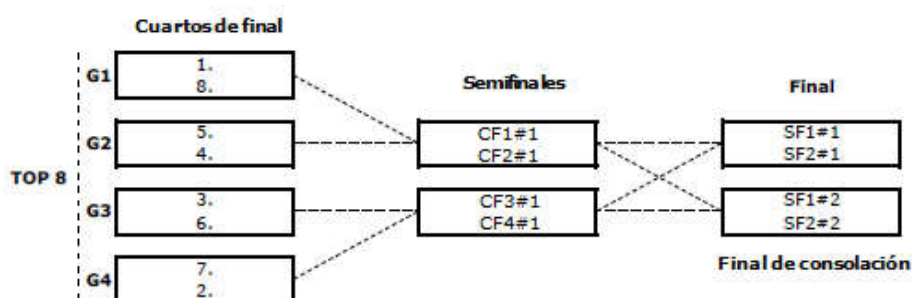 Cuartos de final
G1
1.
8.
Semifinales
Final
G2
5.
4.
CF1#1
CF2#1
SF1#1
SF2#1
TOP 8
G3
3.
6.
CF3#1
CF4#1
SF1#2
SF2#2
G4
7.
2.
Final de consolación